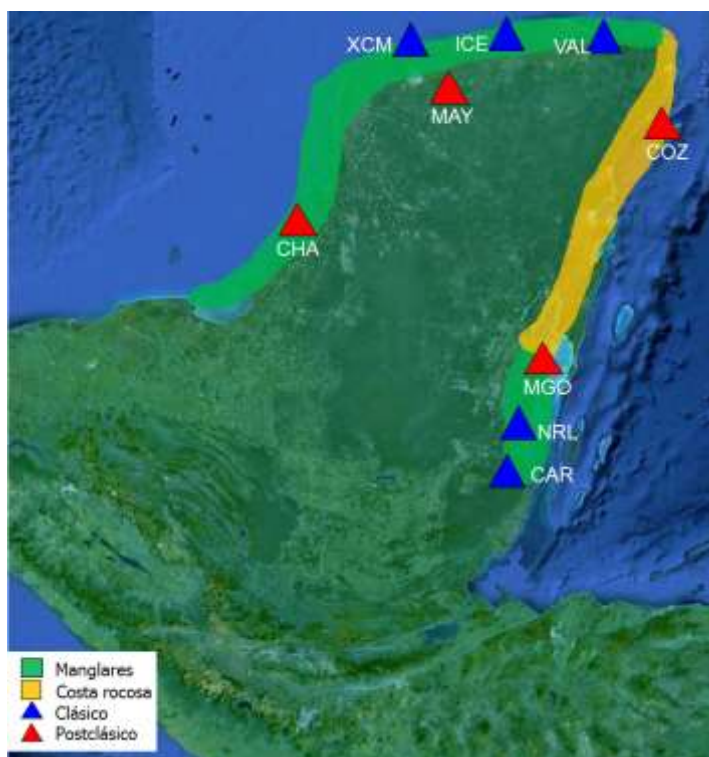 XCM
ICE
VAL
MAY
COZ
CHA
MGO
NRL
CAR
Manglares
Costa rocosa
Clásico
Postclásico